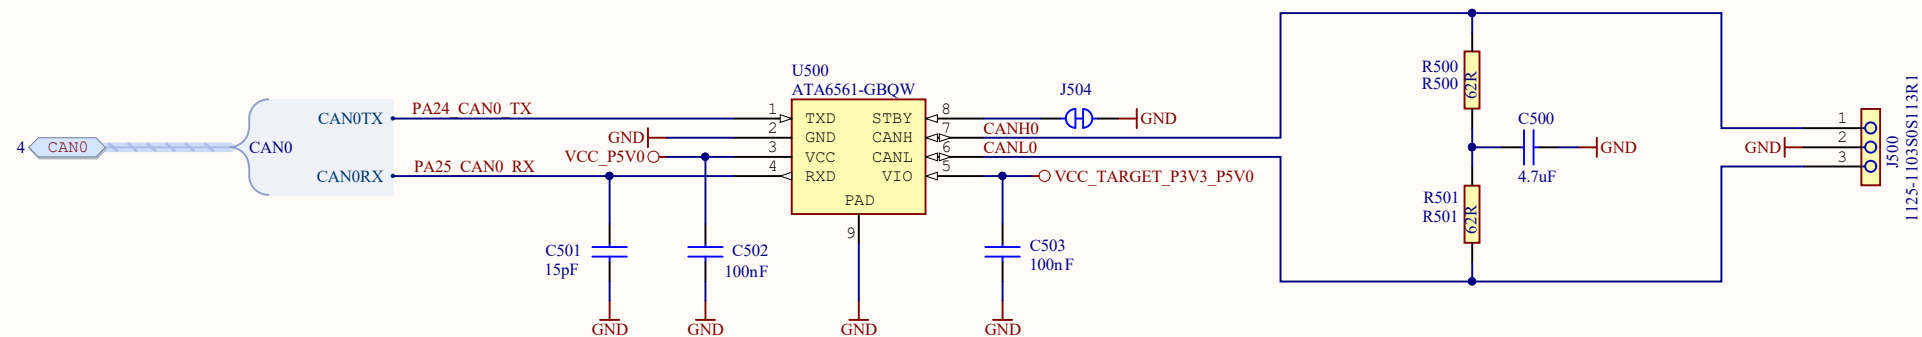 4
CAN0
CAN0
CAN0TX
CAN0RX
PA24_CAN0_TX
PA25_CAN0_RX
GND
VCC_P5V0
C501
15pF
GND
C502
100nF
GND
U500
ATA6561-GBQW
1
2
3
4
TXD
GND
VCC
RXD
STBY
CANH
CANL
VIO
PAD
8
7
6
5
9
GND
J504
GND
CANH0
CANL0
VCC_TARGET_P3V3_P5V0
C503
100nF
GND
R500
R500
62R
R501
R501
62R
C500
4.7uF
GND
GND
1
2
3
J500
1125-1103S0S113R1